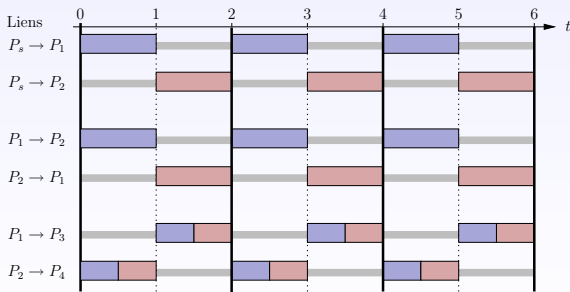 0 1 2 3 4 5 6
Liens
t
P_s → P_1
P_s → P_2
P_1 → P_2
P_2 → P_1
P_1 → P_3
P_2 → P_4